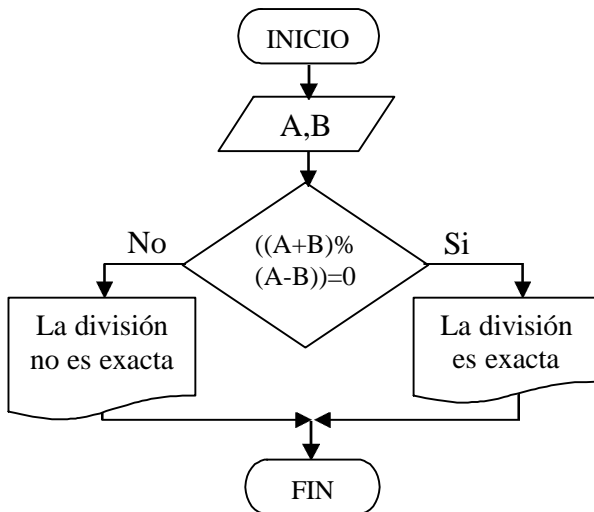 INICIO
A,B
No
((A+B)%
(A-B))=0
Si
La división
no es exacta
La división
es exacta
FIN